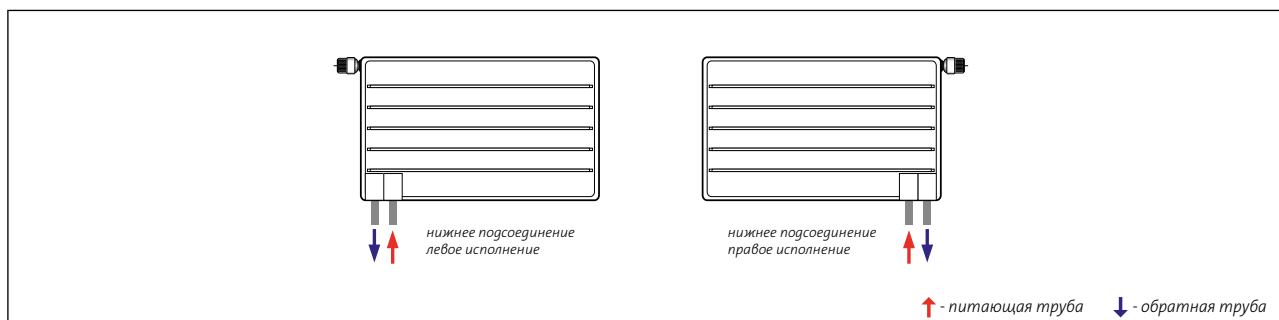 нижнее подсоединение
левое исполнение
нижнее подсоединение
правое исполнение
- питающая труба
- обратная труба